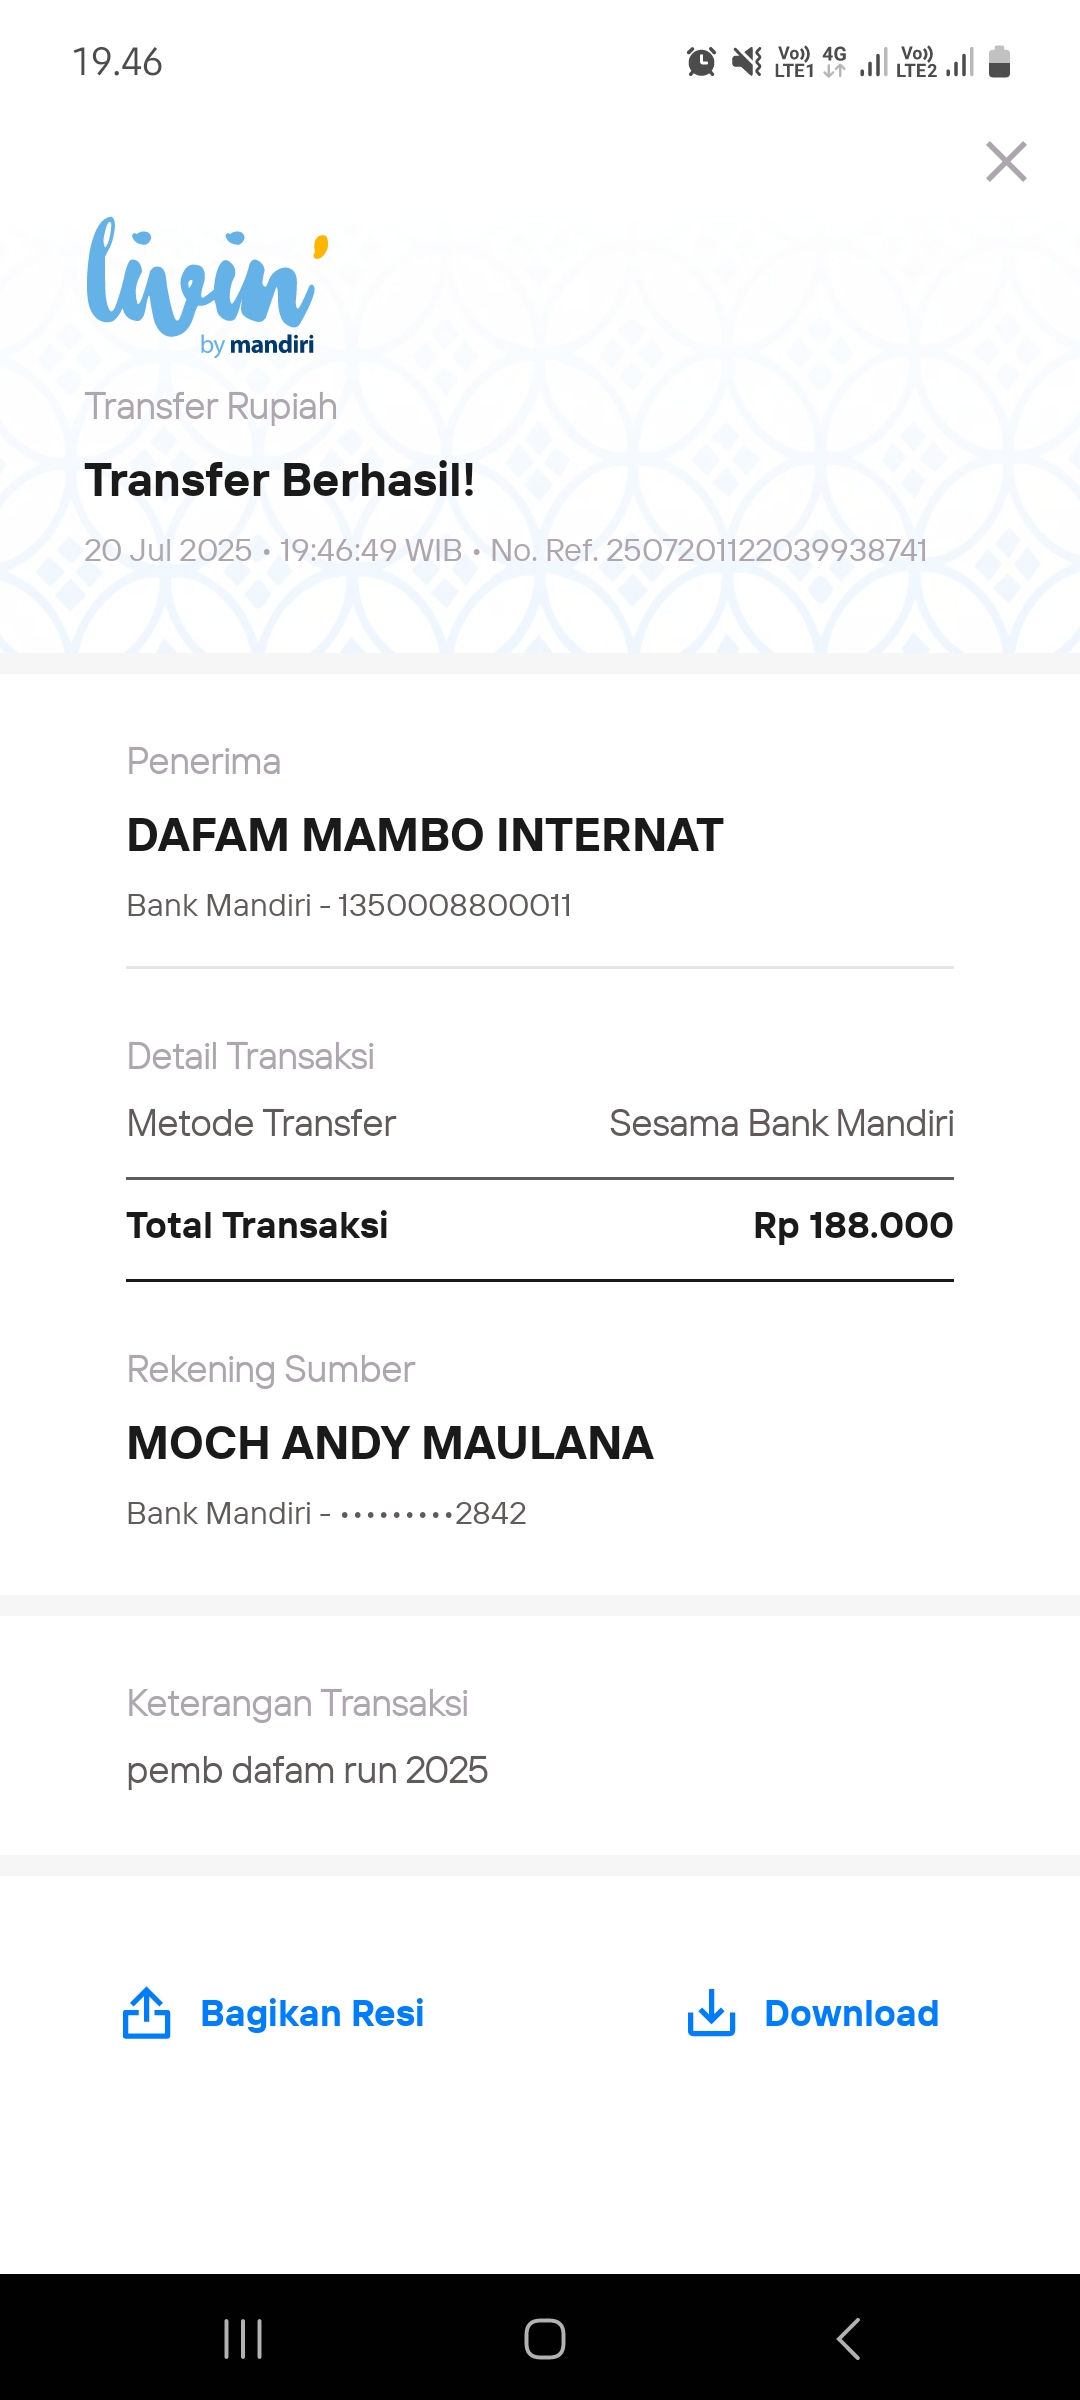 19.46
Vo)) LTE1 4G Vo)) LTE2
livin'
by mandiri
Transfer Rupiah
Transfer Berhasil!
20 Jul 2025 • 19:46:49 WIB • No. Ref. 2507201122039938741
Penerima
DAFAM MAMBO INTERNAT
Bank Mandiri - 1350008800011
Detail Transaksi
Metode Transfer Sesama Bank Mandiri
Total Transaksi Rp 188.000
Rekening Sumber
MOCH ANDY MAULANA
Bank Mandiri - •••••••••2842
Keterangan Transaksi
pemb dafam run 2025
Bagikan Resi Download